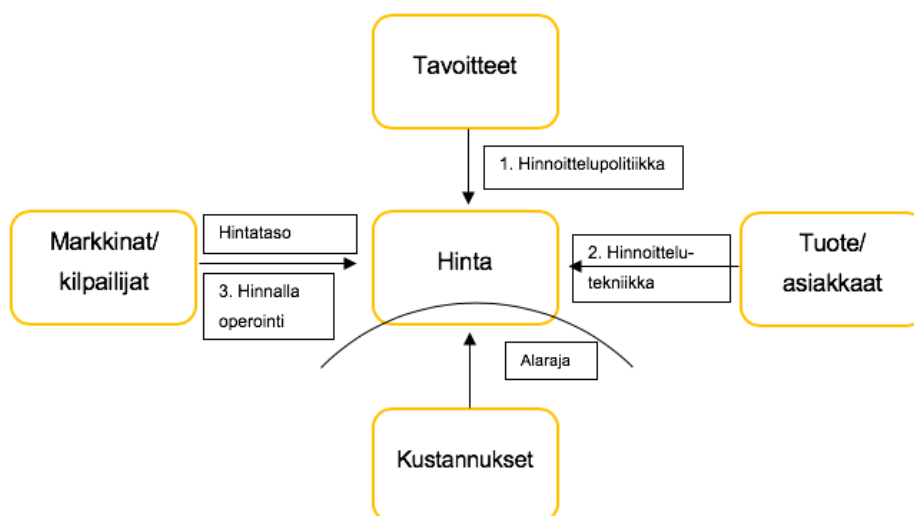 Tavoitteet
1. Hinnoittelupolitiikka
Markkinat/
kilpailijat
Hintataso
3. Hinnalla
operointi
Hinta
2. Hinnoittelu-
tekniikka
Tuote/
asiakkaat
Alaraja
Kustannukset